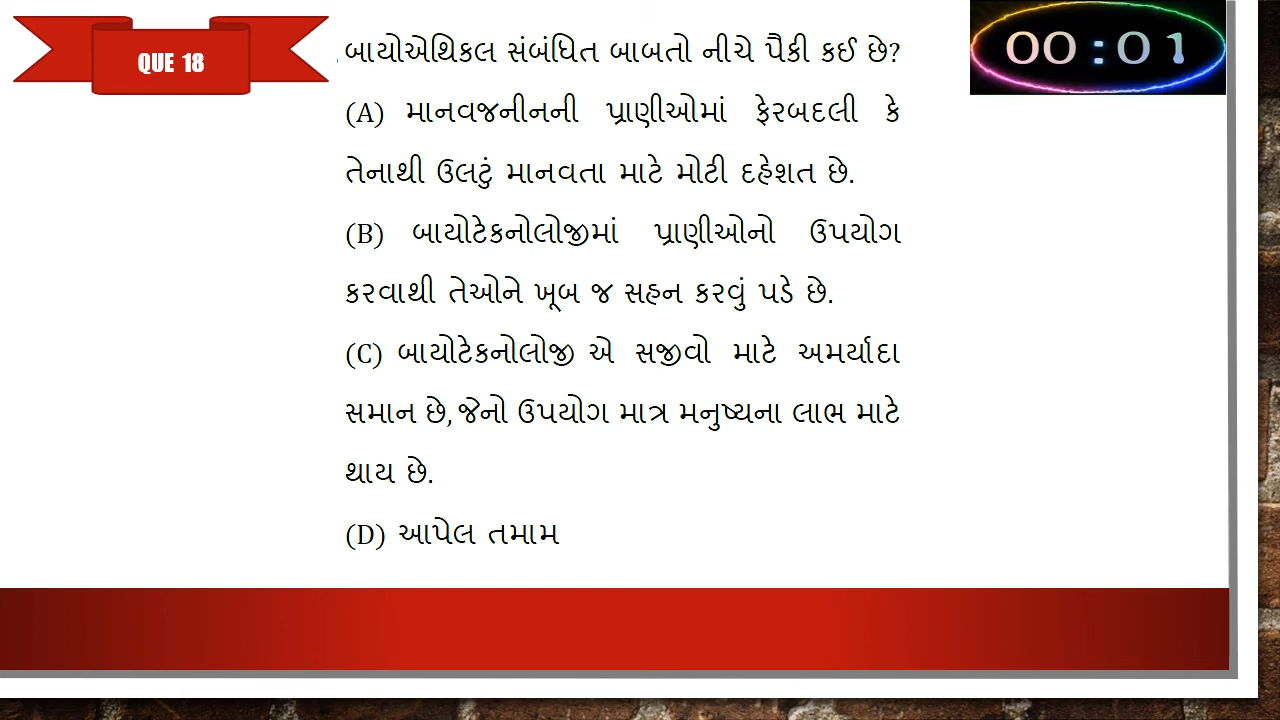 QUE 18
00:01
બાયોએથિકલ સંબંધિત બાબતો નીચે પૈકી કઈ છે?
(A) માનવજનીનની પ્રાણીઓમાં ફેરબદલી કે
તેનાથી ઉલટું માનવતા માટે મોટી દહેશત છે.
(B) બાયોટેકનોલોજીમાં પ્રાણીઓનો ઉપયોગ
કરવાથી તેઓને ખૂબ જ સહન કરવું પડે છે.
(C) બાયોટેકનોલોજી એ સજીવો માટે અમર્યાદા
સમાન છે, જેનો ઉપયોગ માત્ર મનુષ્યના લાભ માટે
થાય છે.
(D) આપેલ તમામ